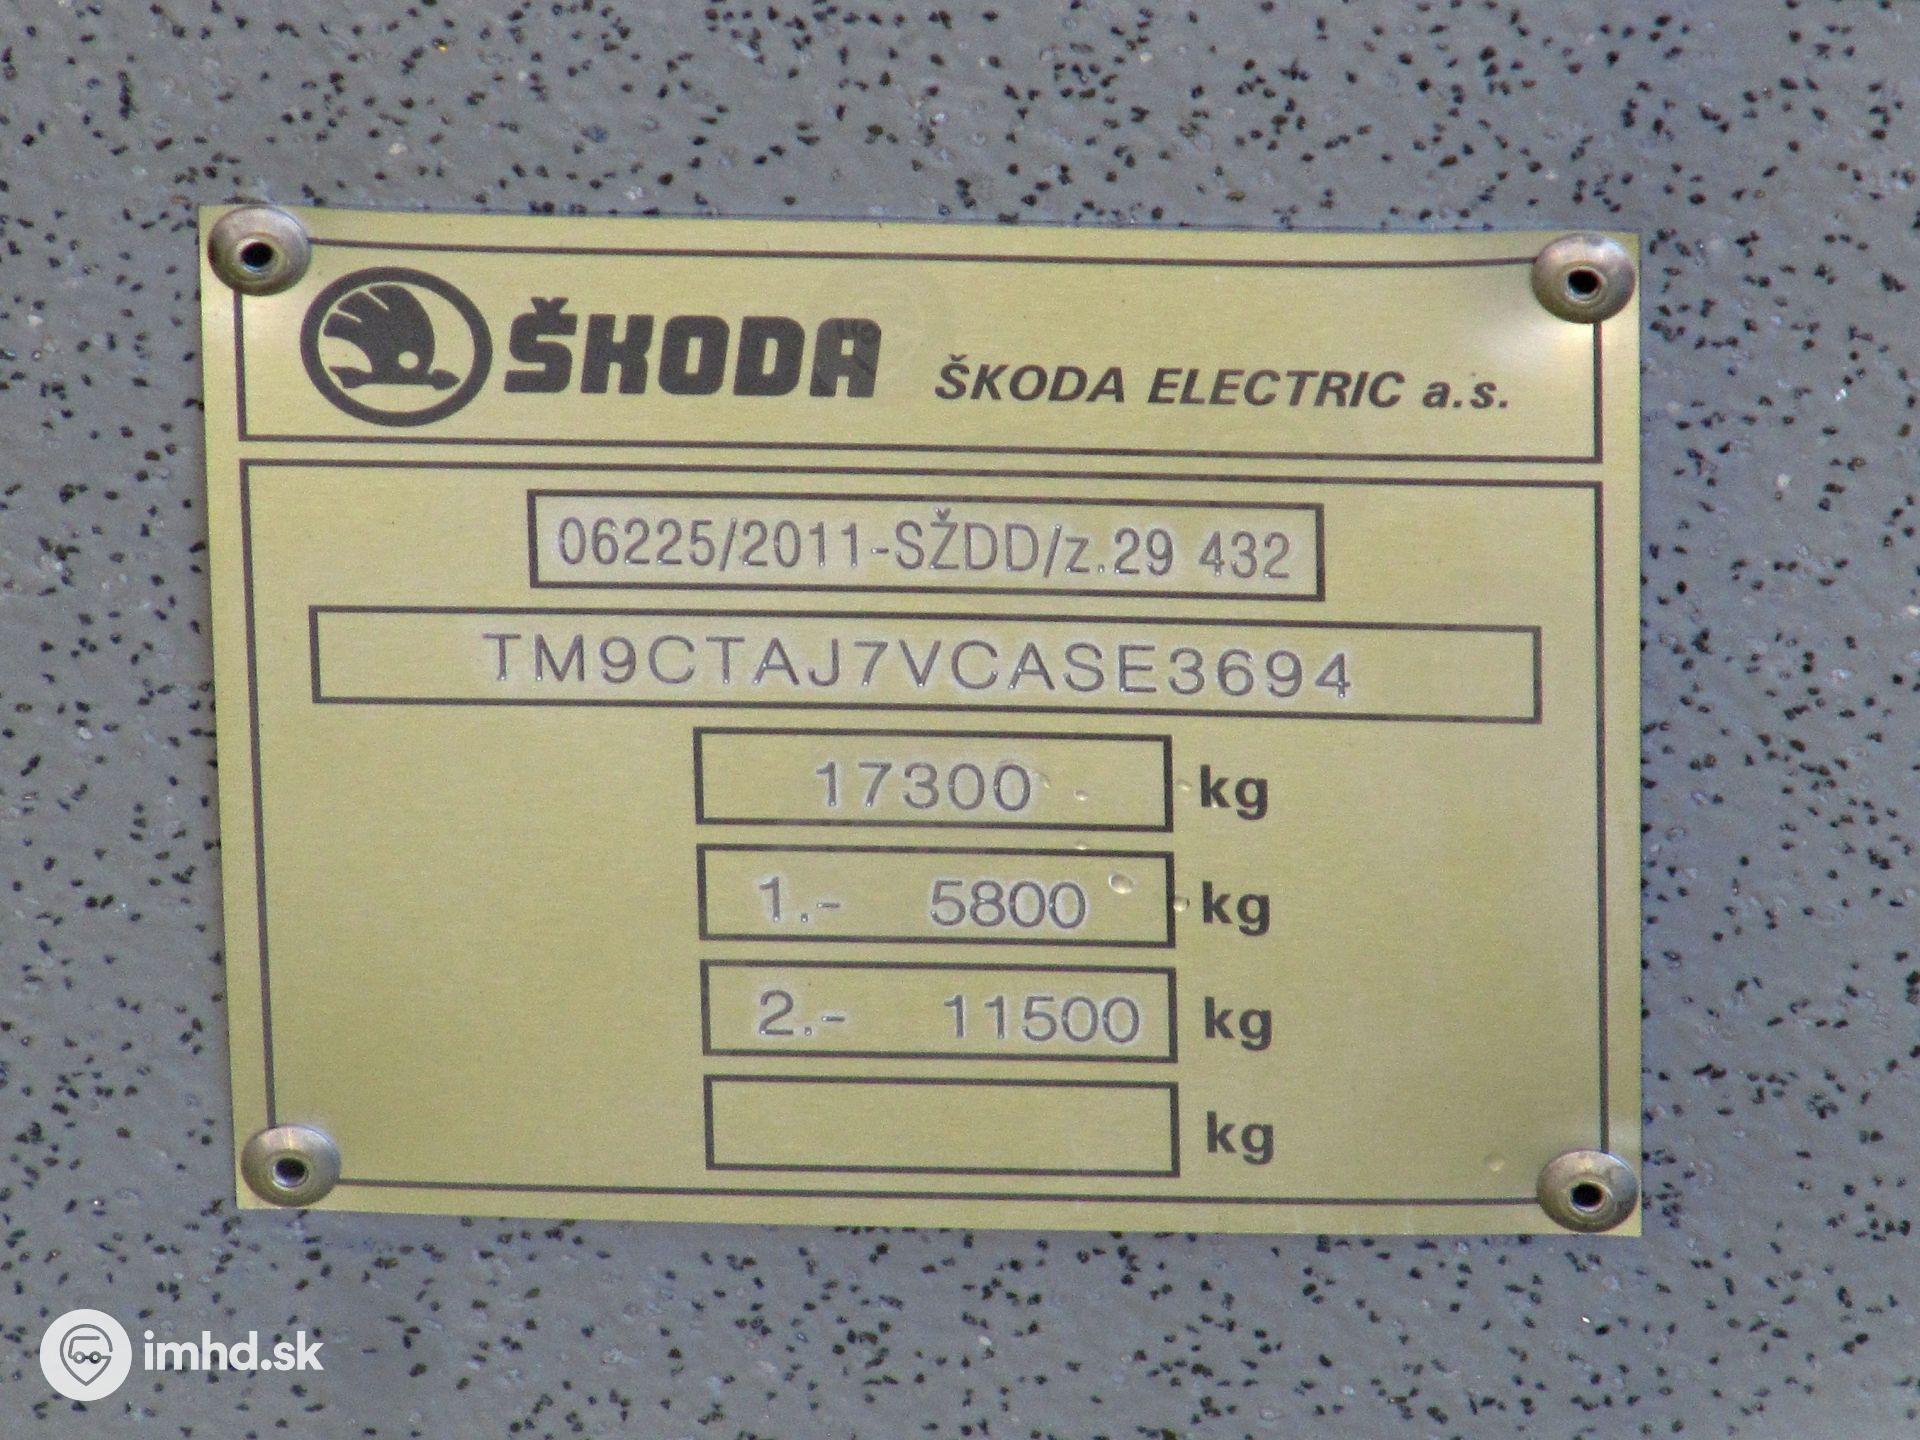 ŠKODA ŠKODA ELECTRIC a.s.
06225/2011-SŽDD/z.29 432
TM9CTAJ7VCASE3694
17300 kg
1.- 5800 kg
2.- 11500 kg
kg
imhd.sk